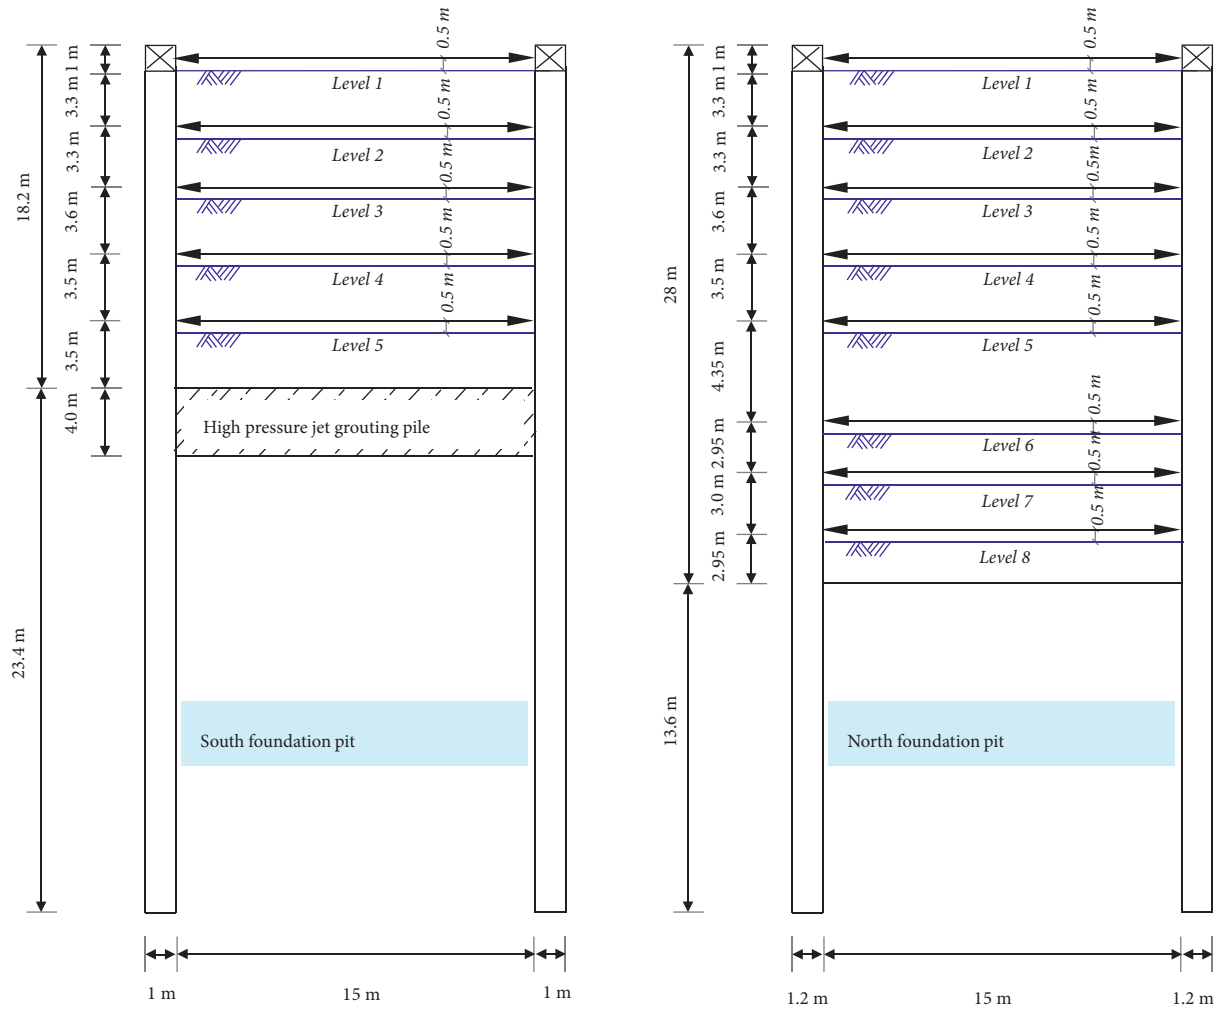 18.2 m
23.4 m
1 m
3.3 m
3.3 m
3.6 m
3.5 m
3.5 m
4.0 m
0.5 m
Level 1
0.5 m
Level 2
0.5 m
Level 3
0.5 m
Level 4
0.5 m
Level 5
High pressure jet grouting pile
South foundation pit
1 m
15 m
1 m
28 m
13.6 m
1 m
3.3 m
3.3 m
3.6 m
3.5 m
4.35 m
2.95 m
3.0 m
2.95 m
0.5 m
Level 1
0.5 m
Level 2
0.5m
Level 3
0.5 m
Level 4
0.5 m
Level 5
0.5 m
Level 6
0.5 m
Level 7
0.5 m
Level 8
North foundation pit
1.2 m
15 m
1.2 m